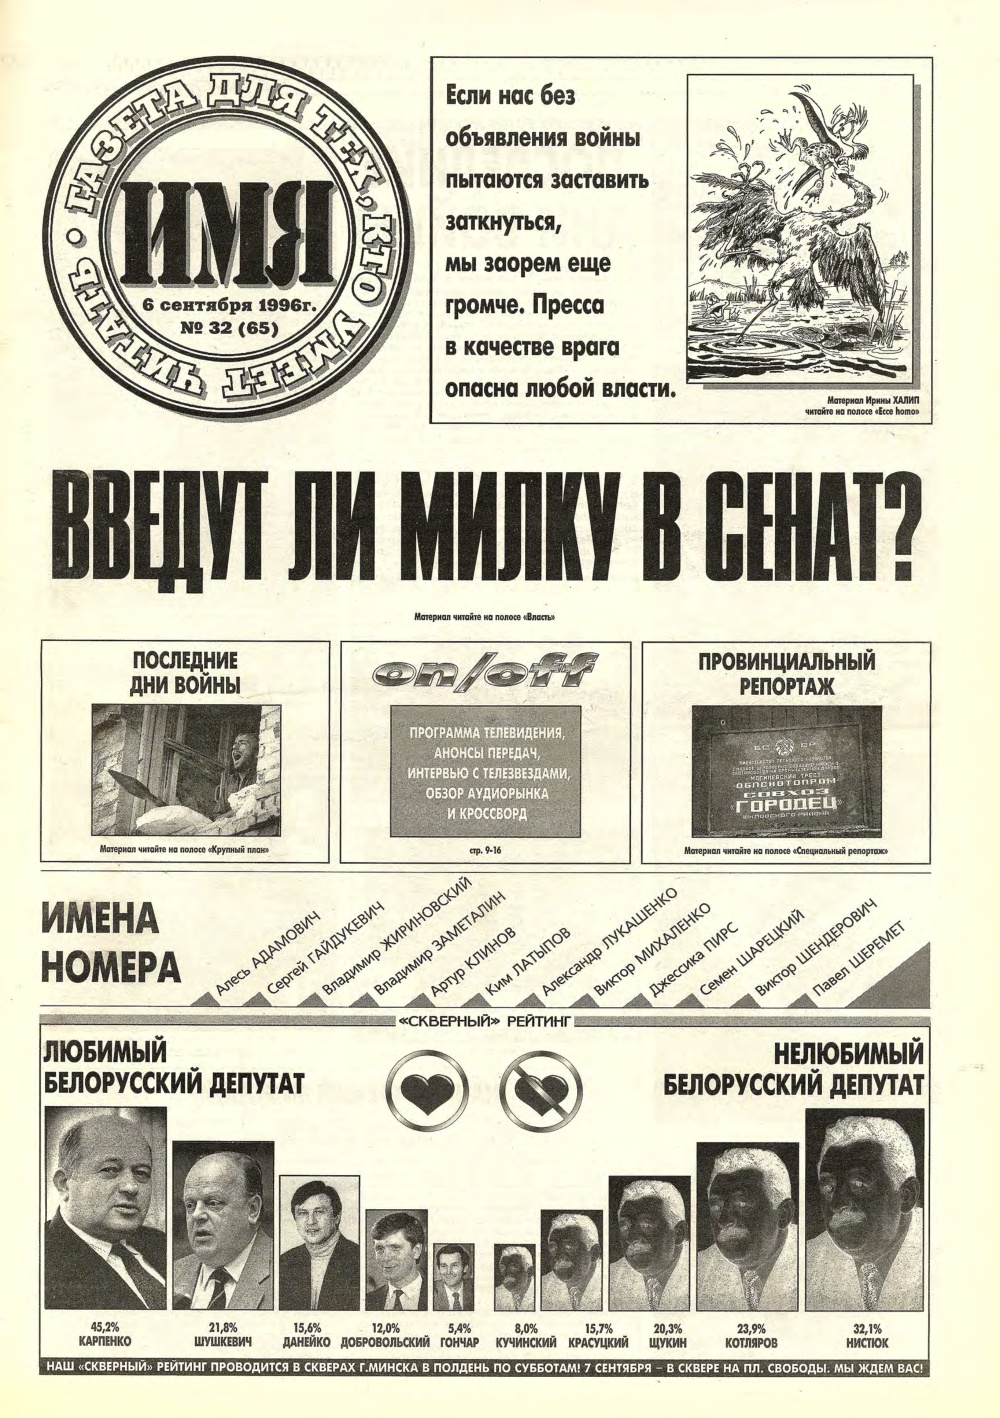 ГАЗЕТА ДЛЯ ТЕХ, КТО УМЕЕТ ЧИТАТЬ •
ИМЯ
6 сентября 1996г.
№ 32 (65)
Если нас без
объявления войны
пытаются заставить
заткнуться,
мы заорем еще
громче. Пресса
в качестве врага
опасна любой власти.
Материал Ирины ХАЛИП
читайте на полосе «Ecce homo»
ВВЕДУТ ЛИ МИЛКУ В СЕНАТ?
Материал читайте на полосе «Власть»
ПОСЛЕДНИЕ
ДНИ ВОЙНЫ
Материал читайте на полосе «Крупный план»
on/off
ПРОГРАММА ТЕЛЕВИДЕНИЯ,
АНОНСЫ ПЕРЕДАЧ,
ИНТЕРВЬЮ С ТЕЛЕЗВЕЗДАМИ,
ОБЗОР АУДИОРЫНКА
И КРОССВОРД
стр. 9-16
ПРОВИНЦИАЛЬНЫЙ
РЕПОРТАЖ
БС СР
МОГИЛЕВСКИЙ ТРЕСТ
ОБЛСНОТОПРОМ
СОВХОЗ
«ГОРОДЕЦ»
Материал читайте на полосе «Специальный репортаж»
ИМЕНА
НОМЕРА
Алесь АДАМОВИЧ
Сергей ГАЙДУКЕВИЧ
Владимир ЖИРИНОВСКИЙ
Владимир ЗАМЕТАЛИН
Артур КЛИНОВ
Ким ЛАТЫПОВ
Александр ЛУКАШЕНКО
Виктор МИХАЛЕНКО
Джессика ПИРС
Семен ШАРЕЦКИЙ
Виктор ШЕНДЕРОВИЧ
Павел ШЕРЕМЕТ
«СКВЕРНЫЙ» РЕЙТИНГ
ЛЮБИМЫЙ
БЕЛОРУССКИЙ ДЕПУТАТ
НЕЛЮБИМЫЙ
БЕЛОРУССКИЙ ДЕПУТАТ
45,2% 21,8% 15,6% 12,0% 5,4% 8,0% 15,7% 20,3% 23,9% 32,1%
КАРПЕНКО ШУШКЕВИЧ ДАНЕЙКО ДОБРОВОЛЬСКИЙ ГОНЧАР КУЧИНСКИЙ КРАСУЦКИЙ ЩУКИН КОТЛЯРОВ НИСТЮК
НАШ «СКВЕРНЫЙ» РЕЙТИНГ ПРОВОДИТСЯ В СКВЕРАХ Г.МИНСКА В ПОЛДЕНЬ ПО СУББОТАМ! 7 СЕНТЯБРЯ – В СКВЕРЕ НА ПЛ. СВОБОДЫ. МЫ ЖДЕМ ВАС!